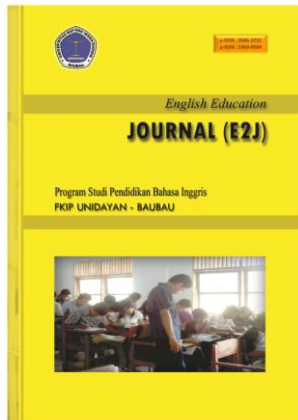 English Education
JOURNAL (E2J)
Program Studi Pendidikan Bahasa Inggris
FKIP UNIDAYAN - BAUBAU